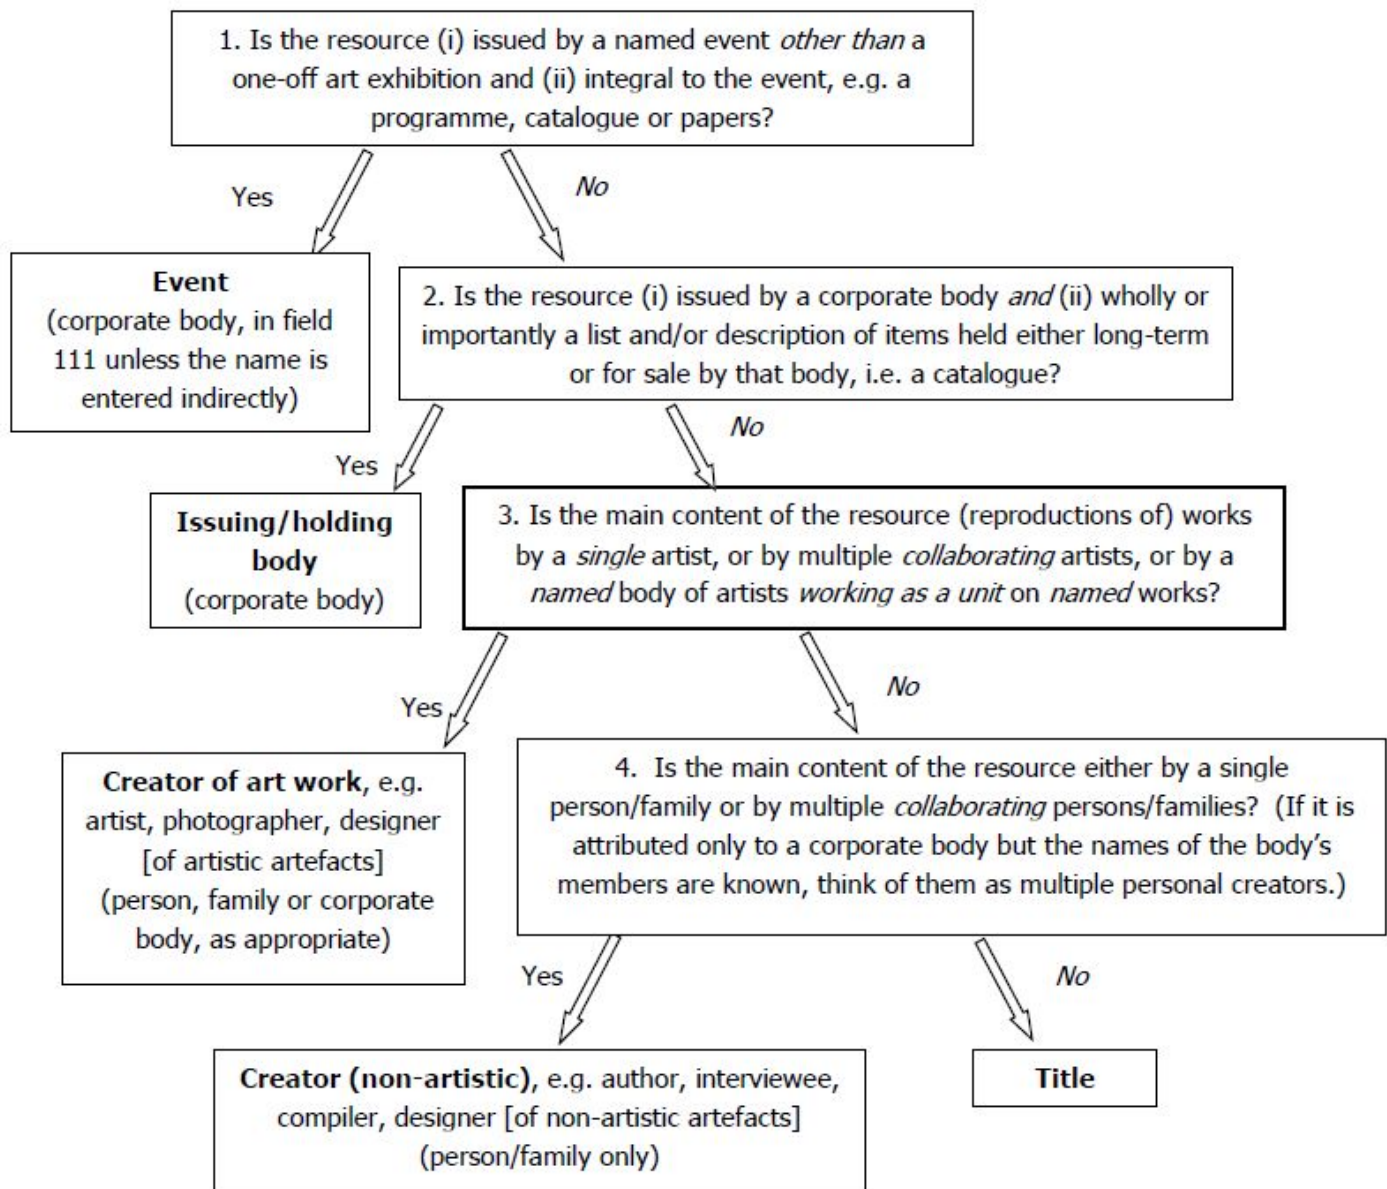 1. Is the resource (i) issued by a named event other than a
one-off art exhibition and (ii) integral to the event, e.g. a
programme, catalogue or papers?
Yes
No
Event
(corporate body, in field
111 unless the name is
entered indirectly)
2. Is the resource (i) issued by a corporate body and (ii) wholly or
importantly a list and/or description of items held either long-term
or for sale by that body, i.e. a catalogue?
Yes
No
Issuing/holding
body
(corporate body)
3. Is the main content of the resource (reproductions of) works
by a single artist, or by multiple collaborating artists, or by a
named body of artists working as a unit on named works?
Yes
No
Creator of art work, e.g.
artist, photographer, designer
[of artistic artefacts]
(person, family or corporate
body, as appropriate)
4. Is the main content of the resource either by a single
person/family or by multiple collaborating persons/families? (If it is
attributed only to a corporate body but the names of the body's
members are known, think of them as multiple personal creators.)
Yes
No
Creator (non-artistic), e.g. author, interviewee,
compiler, designer [of non-artistic artefacts]
(person/family only)
Title